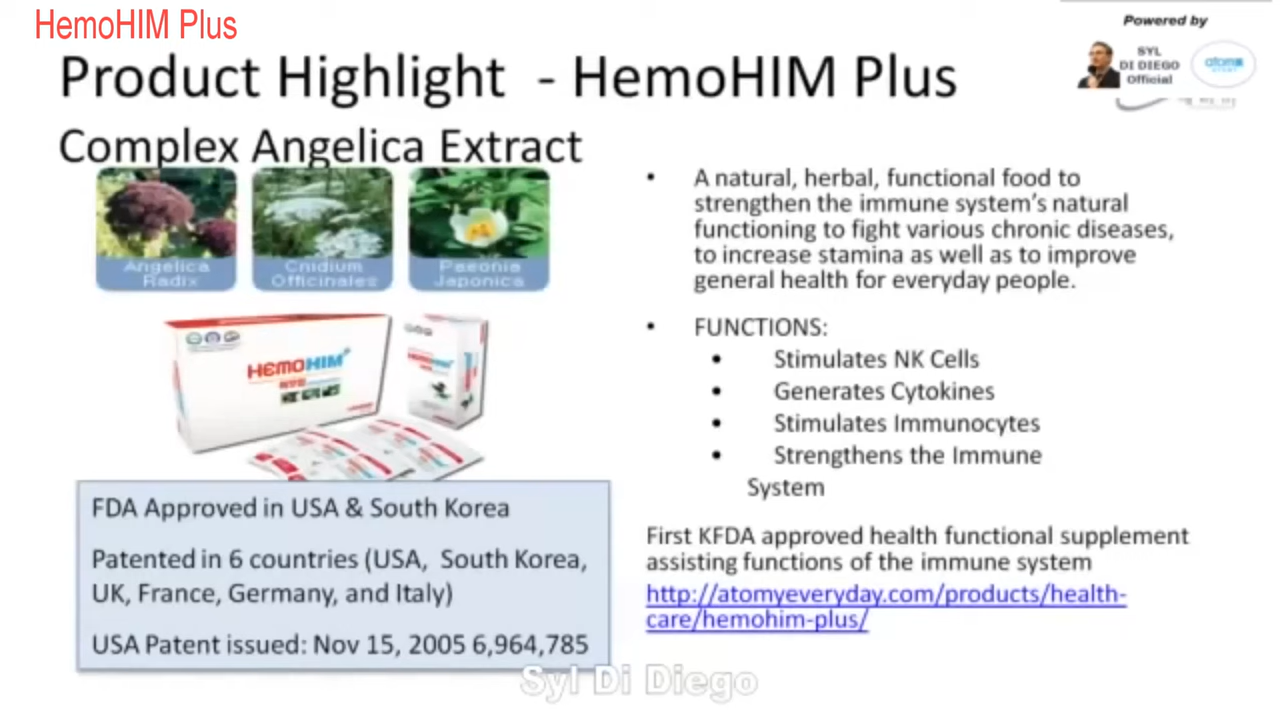 HemoHIM Plus
Powered by
SYL
DI DIEGO
Official
atomy
Product Highlight - HemoHIM Plus
Complex Angelica Extract
Angelica
Radix
Cnidium
Officinales
Paeonia
Japonica
HEMOHIM
HEMOHIM
FDA Approved in USA & South Korea
Patented in 6 countries (USA, South Korea,
UK, France, Germany, and Italy)
USA Patent issued: Nov 15, 2005 6,964,785
• A natural, herbal, functional food to
strengthen the immune system's natural
functioning to fight various chronic diseases,
to increase stamina as well as to improve
general health for everyday people.
• FUNCTIONS:
• Stimulates NK Cells
• Generates Cytokines
• Stimulates Immunocytes
• Strengthens the Immune
System
First KFDA approved health functional supplement
assisting functions of the immune system
http://atomyeveryday.com/products/health-
care/hemohim-plus/
Syl Di Diego